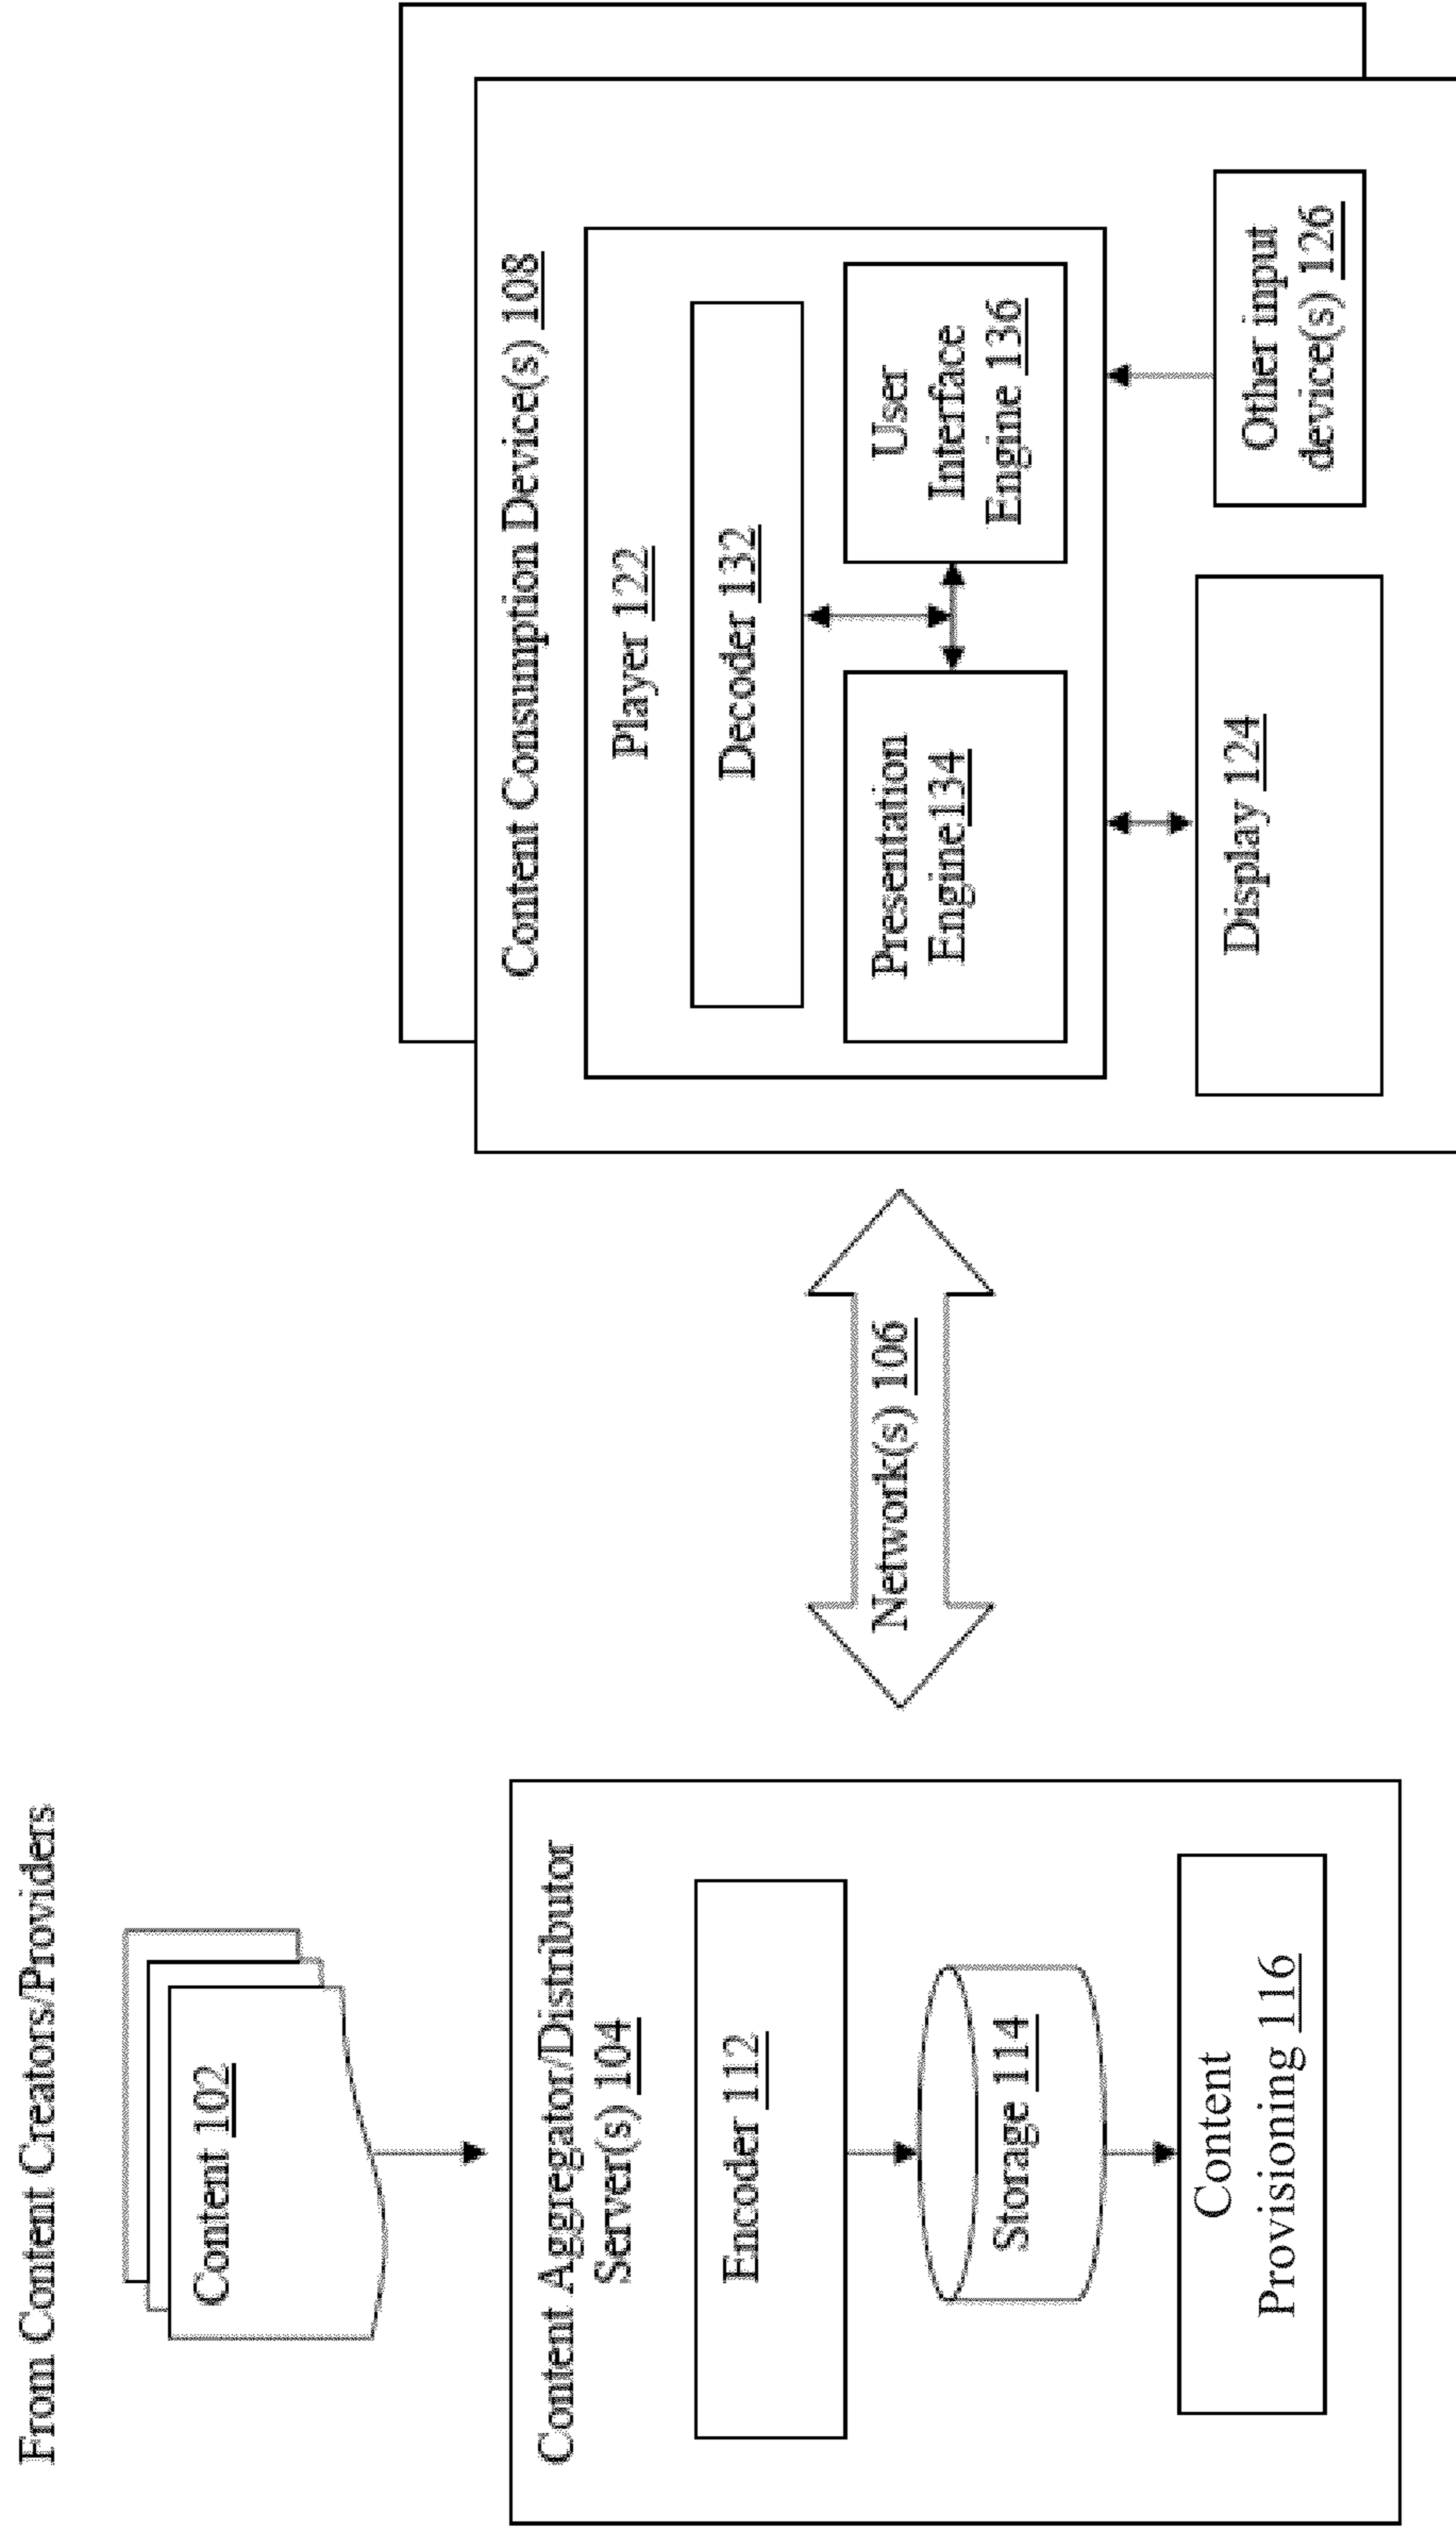 From Content Creators/Providers
Content 102
Content Aggregator/Distributor
Server(s) 104
Encoder 112
Storage 114
Content
Provisioning 116
Network(s) 106
Content Consumption Device(s) 108
Player 122
Decoder 132
Presentation
Engine134
User
Interface
Engine 136
Display 124
Other input
device(s) 126